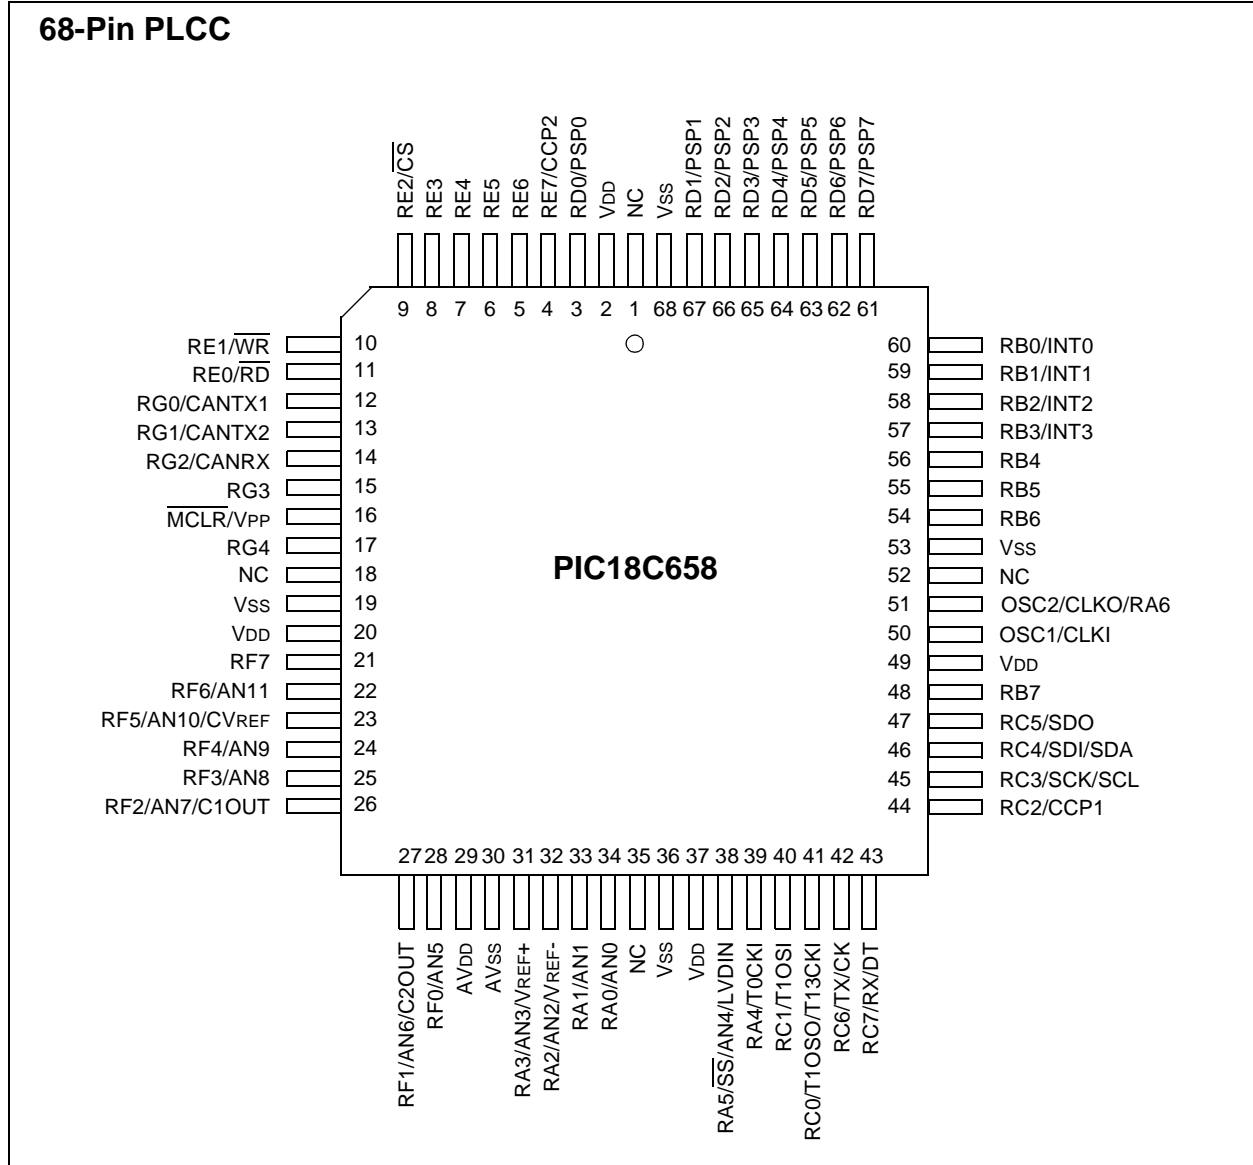 68-Pin PLCC
RE2/CS
RE3
RE4
RE5
RE6
RE7/CCP2
RD0/PSP0
VDD
NC
VSS
RD1/PSP1
RD2/PSP2
RD3/PSP3
RD4/PSP4
RD5/PSP5
RD6/PSP6
RD7/PSP7
9 8 7 6 5 4 3 2 1 68 67 66 65 64 63 62 61
RE1/WR 10
RE0/RD 11
RG0/CANTX1 12
RG1/CANTX2 13
RG2/CANRX 14
RG3 15
MCLR/VPP 16
RG4 17
NC 18
VSS 19
VDD 20
RF7 21
RF6/AN11 22
RF5/AN10/CVREF 23
RF4/AN9 24
RF3/AN8 25
RF2/AN7/C1OUT 26
PIC18C658
60 RB0/INT0
59 RB1/INT1
58 RB2/INT2
57 RB3/INT3
56 RB4
55 RB5
54 RB6
53 VSS
52 NC
51 OSC2/CLKO/RA6
50 OSC1/CLKI
49 VDD
48 RB7
47 RC5/SDO
46 RC4/SDI/SDA
45 RC3/SCK/SCL
44 RC2/CCP1
27 28 29 30 31 32 33 34 35 36 37 38 39 40 41 42 43
RF1/AN6/C2OUT
RF0/AN5
AVDD
AVSS
RA3/AN3/VREF+
RA2/AN2/VREF-
RA1/AN1
RA0/AN0
NC
VSS
VDD
RA5/SS/AN4/LVDIN
RA4/T0CKI
RC1/T1OSI
RC0/T1OSO/T13CKI
RC6/TX/CK
RC7/RX/DT